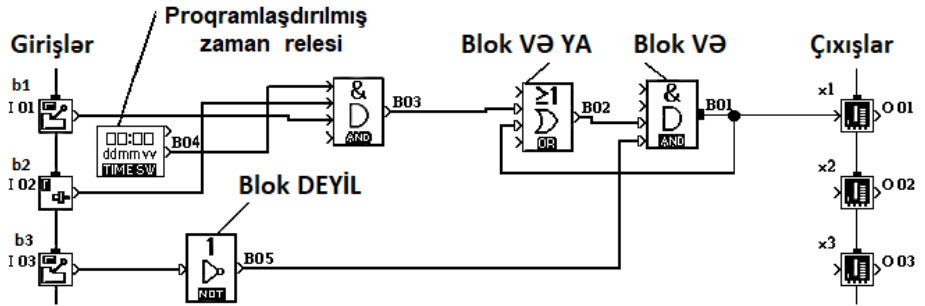 Proqramlaşdırılmış
zaman relesi
Girişlər
Blok VƏ YA
Blok VƏ
Çıxışlar
b1
I 01
00:00
ddmmyy
TIME SW
B04
&
AND
B03
≥1
OR
B02
&
AND
B01
x1
O 01
b2
I 02
Blok DEYİL
x2
O 02
b3
I 03
1
NOT
B05
x3
O 03